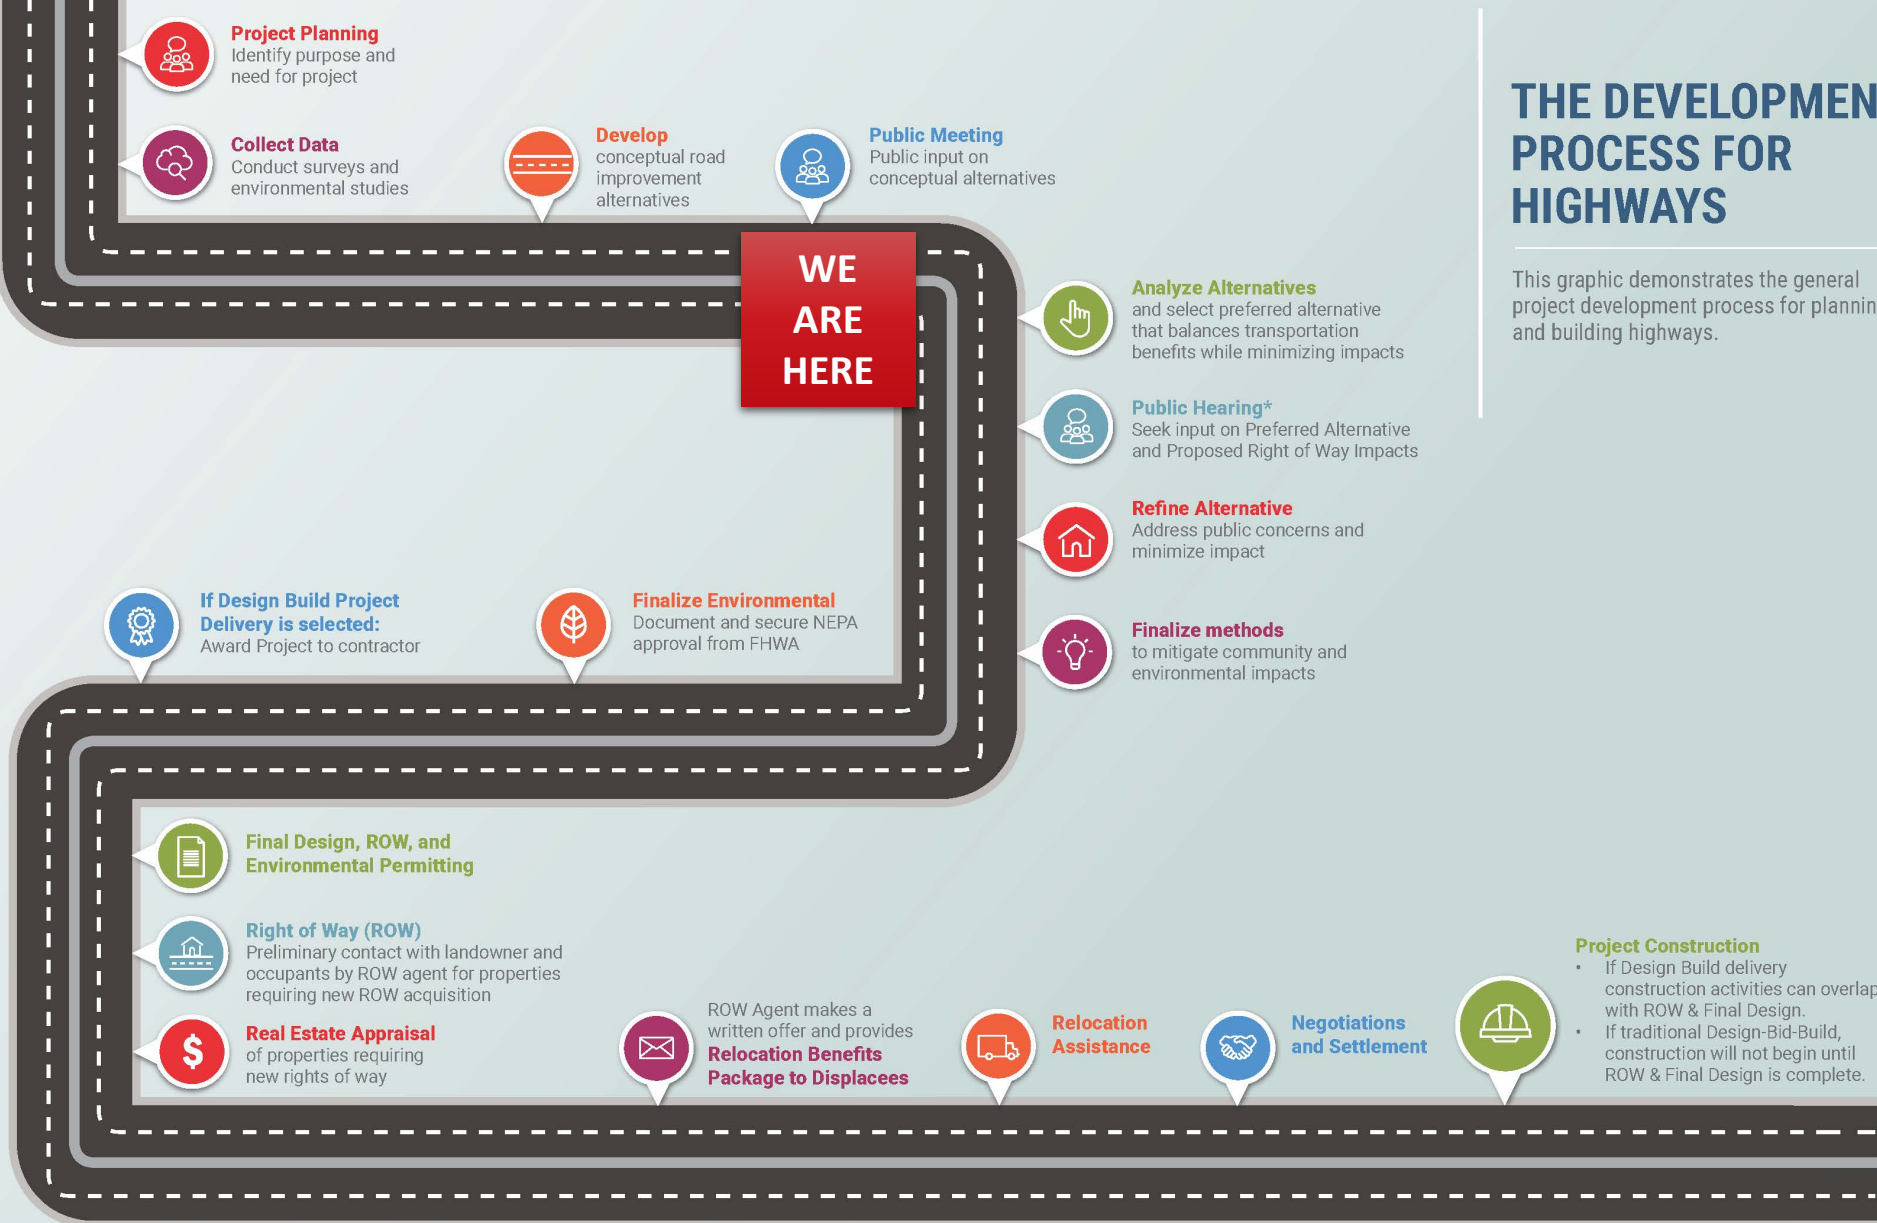 Project Planning
Identify purpose and
need for project
Collect Data
Conduct surveys and
environmental studies
Develop
conceptual road
improvement
alternatives
Public Meeting
Public input on
conceptual alternatives
WE
ARE
HERE
THE DEVELOPMEN
PROCESS FOR
HIGHWAYS
This graphic demonstrates the general
project development process for plannin
and building highways.
Analyze Alternatives
and select preferred alternative
that balances transportation
benefits while minimizing impacts
Public Hearing*
Seek input on Preferred Alternative
and Proposed Right of Way Impacts
Refine Alternative
Address public concerns and
minimize impact
Finalize methods
to mitigate community and
environmental impacts
Finalize Environmental
Document and secure NEPA
approval from FHWA
If Design Build Project
Delivery is selected:
Award Project to contractor
Final Design, ROW, and
Environmental Permitting
Right of Way (ROW)
Preliminary contact with landowner and
occupants by ROW agent for properties
requiring new ROW acquisition
Real Estate Appraisal
of properties requiring
new rights of way
ROW Agent makes a
written offer and provides
Relocation Benefits
Package to Displacees
Relocation
Assistance
Negotiations
and Settlement
Project Construction
• If Design Build delivery
construction activities can overlap
with ROW & Final Design.
• If traditional Design-Bid-Build,
construction will not begin until
ROW & Final Design is complete.
$